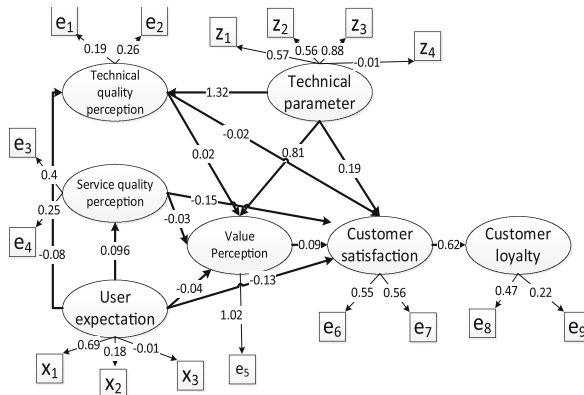 e1
e2
z1
z2
z3
z4
0.19
0.26
0.57
0.56
0.88
-0.01
Technical
quality
perception
1.32
Technical
parameter
-0.02
e3
0.4
0.02
0.81
0.19
Service quality
perception
-0.15
0.25
-0.03
e4
-0.08
0.096
Value
Perception
0.09
Customer
satisfaction
0.62
Customer
loyalty
User
expectation
-0.04
-0.13
0.55
0.56
0.47
0.22
1.02
e6
e7
e8
e9
0.69
0.18
-0.01
x1
x2
x3
e5